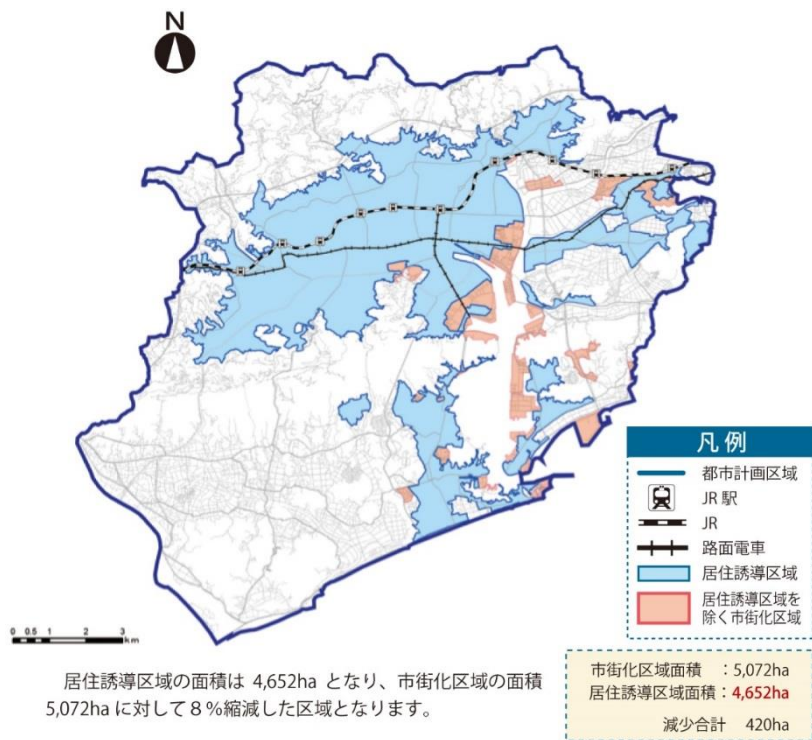 N
凡例
都市計画区域
JR 駅
JR
路面電車
居住誘導区域
居住誘導区域を
除く市街化区域
0 0.5 1 2 3
km
居住誘導区域の面積は 4,652ha となり、市街化区域の面積
5,072ha に対して８%縮減した区域となります。
市街化区域面積 ：5,072ha
居住誘導区域面積：4,652ha
減少合計 420ha